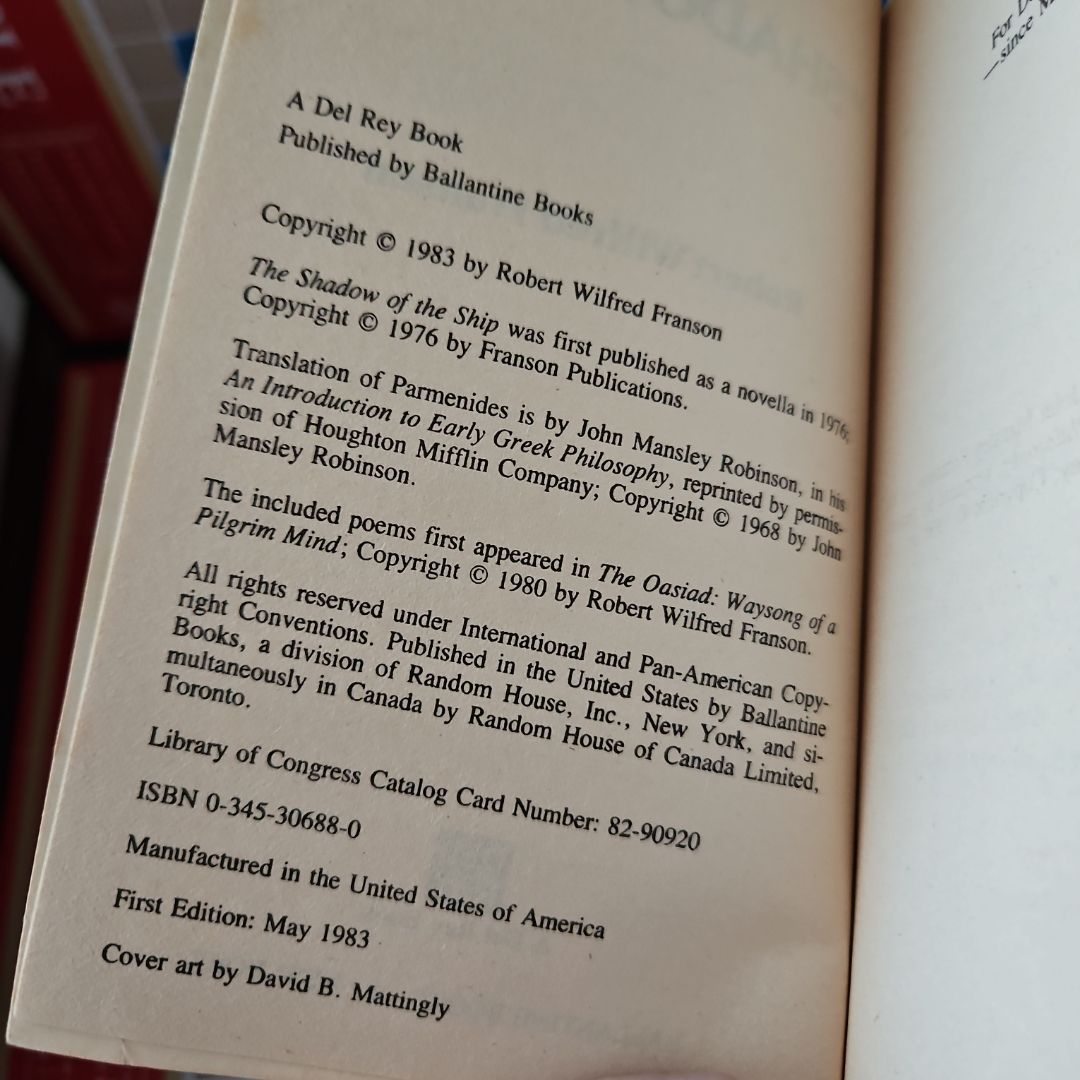 A Del Rey Book
Published by Ballantine Books
Copyright © 1983 by Robert Wilfred Franson
The Shadow of the Ship was first published as a novella in 1976;
Copyright © 1976 by Franson Publications.
Translation of Parmenides is by John Mansley Robinson, in his
An Introduction to Early Greek Philosophy, reprinted by permis-
sion of Houghton Mifflin Company; Copyright © 1968 by John
Mansley Robinson.
The included poems first appeared in The Oasiad: Waysong of a
Pilgrim Mind; Copyright © 1980 by Robert Wilfred Franson.
All rights reserved under International and Pan-American Copy-
right Conventions. Published in the United States by Ballantine
Books, a division of Random House, Inc., New York, and si-
multaneously in Canada by Random House of Canada Limited,
Toronto.
Library of Congress Catalog Card Number: 82-90920
ISBN 0-345-30688-0
Manufactured in the United States of America
First Edition: May 1983
Cover art by David B. Mattingly
For
—since